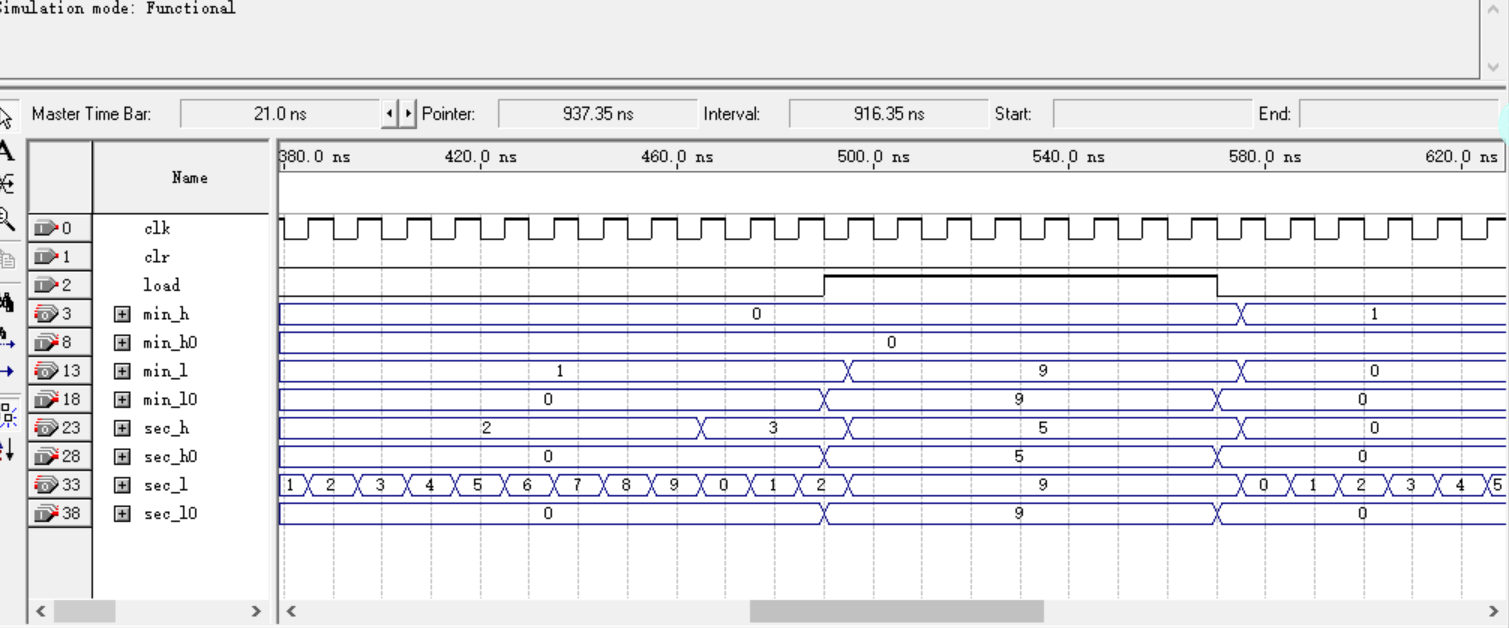 Simulation mode: Functional
Master Time Bar: 21.0 ns Pointer: 937.35 ns Interval: 916.35 ns Start: End:
Name 380.0 ns 420.0 ns 460.0 ns 500.0 ns 540.0 ns 580.0 ns 620.0 ns
0 clk
1 clr
2 load
3 min_h 0 1
8 min_h0 0
13 min_l 1 9 0
18 min_l0 0 9 0
23 sec_h 2 3 5 0
28 sec_h0 0 5 0
33 sec_l 1 2 3 4 5 6 7 8 9 0 1 2 9 0 1 2 3 4 5
38 sec_l0 0 9 0